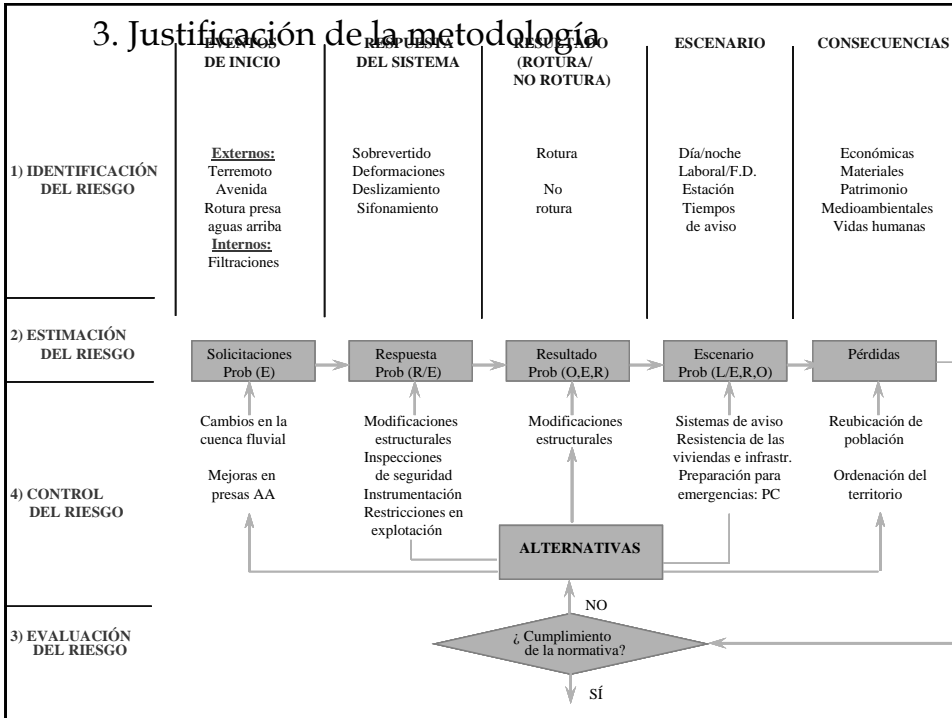 3. Justificación de la metodología
EVENTOS
DE INICIO
RESPUESTA
DEL SISTEMA
RESULTADO
(ROTURA/
NO ROTURA)
ESCENARIO
CONSECUENCIAS
1) IDENTIFICACIÓN
DEL RIESGO
Externos:
Terremoto
Avenida
Rotura presa
aguas arriba
Internos:
Filtraciones
Sobrevertido
Deformaciones
Deslizamiento
Sifonamiento
Rotura
No
rotura
Día/noche
Laboral/F.D.
Estación
Tiempos
de aviso
Económicas
Materiales
Patrimonio
Medioambientales
Vidas humanas
2) ESTIMACIÓN
DEL RIESGO
Solicitaciones
Prob (E)
Respuesta
Prob (R/E)
Resultado
Prob (O,E,R)
Escenario
Prob (L/E,R,O)
Pérdidas
4) CONTROL
DEL RIESGO
Cambios en la
cuenca fluvial
Mejoras en
presas AA
Modificaciones
estructurales
Inspecciones
de seguridad
Instrumentación
Restricciones en
explotación
Modificaciones
estructurales
Sistemas de aviso
Resistencia de las
viviendas e infrastr.
Preparación para
emergencias: PC
Reubicación de
población
Ordenación del
territorio
ALTERNATIVAS
NO
3) EVALUACIÓN
DEL RIESGO
¿ Cumplimiento
de la normativa?
SÍ